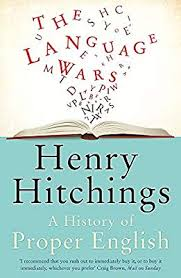 THE
LANGUAGE
WARS
Henry
Hitchings
A History of
Proper English
'I recommend that you rush out to immediately buy it, or to buy it
immediately, whichever you prefer' Craig Brown, Mail on Sunday